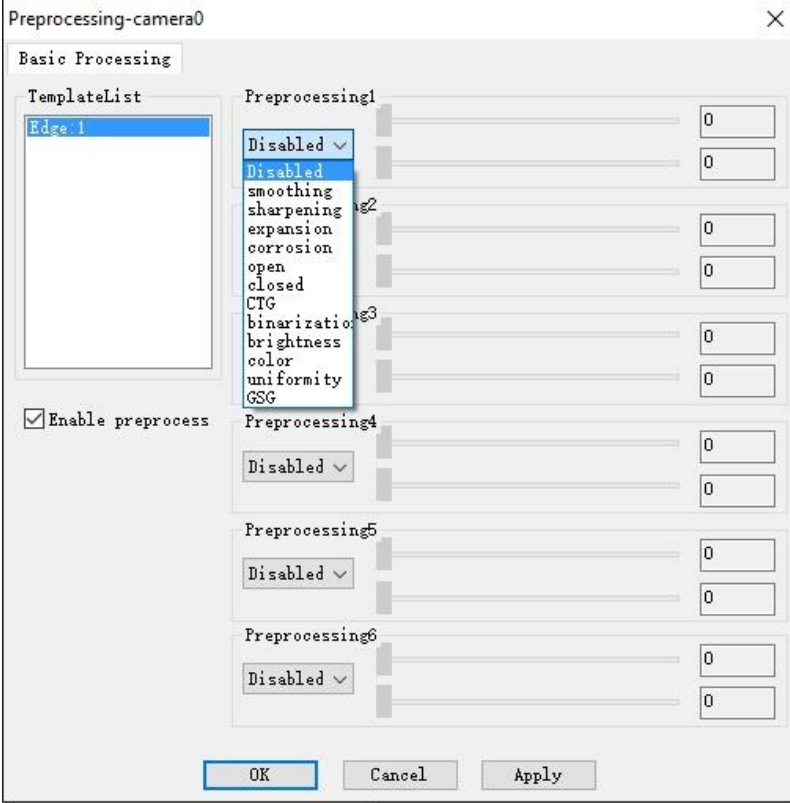 Preprocessing-camera0
Basic Processing
TemplateList
Edge:1
Enable preprocess
Preprocessing1
Disabled
0
0
Disabled
smoothing
sharpening
expansion
corrosion
open
closed
CTG
binarizatio
brightness
color
uniformity
GSG
ng2
0
0
ng3
0
0
Preprocessing4
Disabled
0
0
Preprocessing5
Disabled
0
0
Preprocessing6
Disabled
0
0
OK
Cancel
Apply